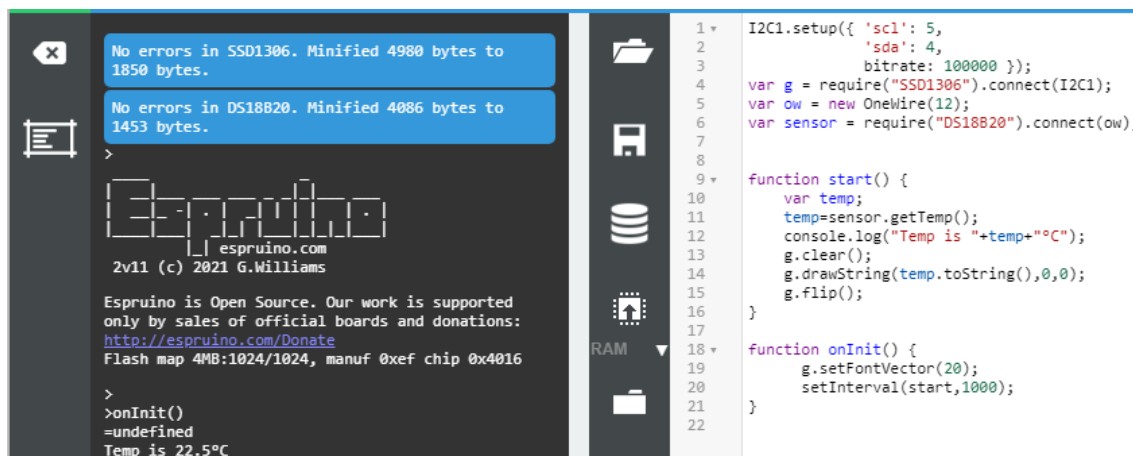 No errors in SSD1306. Minified 4980 bytes to
1850 bytes.
No errors in DS18B20. Minified 4086 bytes to
1453 bytes.
>
Espruino
espruino.com
2v11 (c) 2021 G.Williams
Espruino is Open Source. Our work is supported
only by sales of official boards and donations:
http://espruino.com/Donate
Flash map 4MB:1024/1024, manuf 0xef chip 0x4016
>
>onInit()
=undefined
Temp is 22.5°C
RAM
1 I2C1.setup({ 'scl': 5,
2 'sda': 4,
3 bitrate: 100000 });
4 var g = require("SSD1306").connect(I2C1);
5 var ow = new OneWire(12);
6 var sensor = require("DS18B20").connect(ow)
7
8
9 function start() {
10 var temp;
11 temp=sensor.getTemp();
12 console.log("Temp is "+temp+"°C");
13 g.clear();
14 g.drawString(temp.toString(),0,0);
15 g.flip();
16 }
17
18 function onInit() {
19 g.setFontVector(20);
20 setInterval(start,1000);
21 }
22